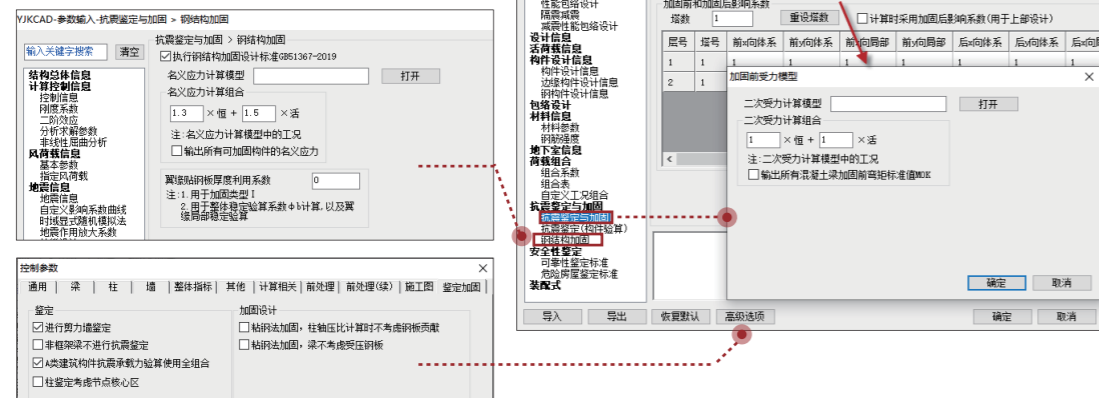 YJKCAD-参数输入-抗震鉴定与加固 > 钢结构加固
输入关键字搜索
清空
结构总体信息
计算控制信息
控制信息
刚度系数
二阶效应
分析求解参数
非线性屈曲分析
风荷载信息
基本参数
指定风荷载
地震信息
地震信息
自定义影响系数曲线
时域显式随机模拟法
地震作用放大系数
抗震鉴定与加固 > 钢结构加固
执行钢结构加固设计标准GB51367-2019
名义应力计算模型
打开
名义应力计算组合
1.3 ×恒 + 1.5 ×活
注:名义应力计算模型中的工况
输出所有可加固构件的名义应力
翼缘贴钢板厚度利用系数 0
注:1.用于加固类型Ⅰ
2.用于整体稳定验算系数φb计算,以及翼
缘局部稳定验算
控制参数
通用 梁 柱 墙 整体指标 其他 计算相关 前处理 前处理(续) 施工图 鉴定加固
鉴定
进行剪力墙鉴定
非框架梁不进行抗震鉴定
A类建筑构件抗震承载力验算使用全组合
柱鉴定考虑节点核心区
加固设计
粘钢法加固，柱轴压比计算时不考虑钢板贡献
粘钢法加固，梁不考虑受压钢板
性能包络设计
隔震减震
减震性能包络设计
设计信息
活荷载信息
构件设计信息
构件设计信息
边缘构件设计信息
钢构件设计信息
包络设计
材料信息
材料参数
钢筋强度
地下室信息
荷载组合
组合系数
组合表
自定义工况组合
抗震鉴定与加固
抗震鉴定与加固
抗震鉴定(构件验算)
钢结构加固
安全性鉴定
可靠性鉴定标准
危险房屋鉴定标准
装配式
导入 导出 恢复默认 高级选项 确定 取消
加固前和加固后影响系数
塔数 1 重设塔数 计算时采用加固后影响系数(用于上部设计)
层号 塔号 前x向体系 前y向体系 前x向局部 前y向局部 后x向体系 后y向体系 后x向局
1 1 1 1 1 1 1 1 1
2 1
加固前受力模型
二次受力计算模型
打开
二次受力计算组合
1 ×恒 + 1 ×活
注:二次受力计算模型中的工况
输出所有混凝土梁加固前弯矩标准值M0K
确定 取消